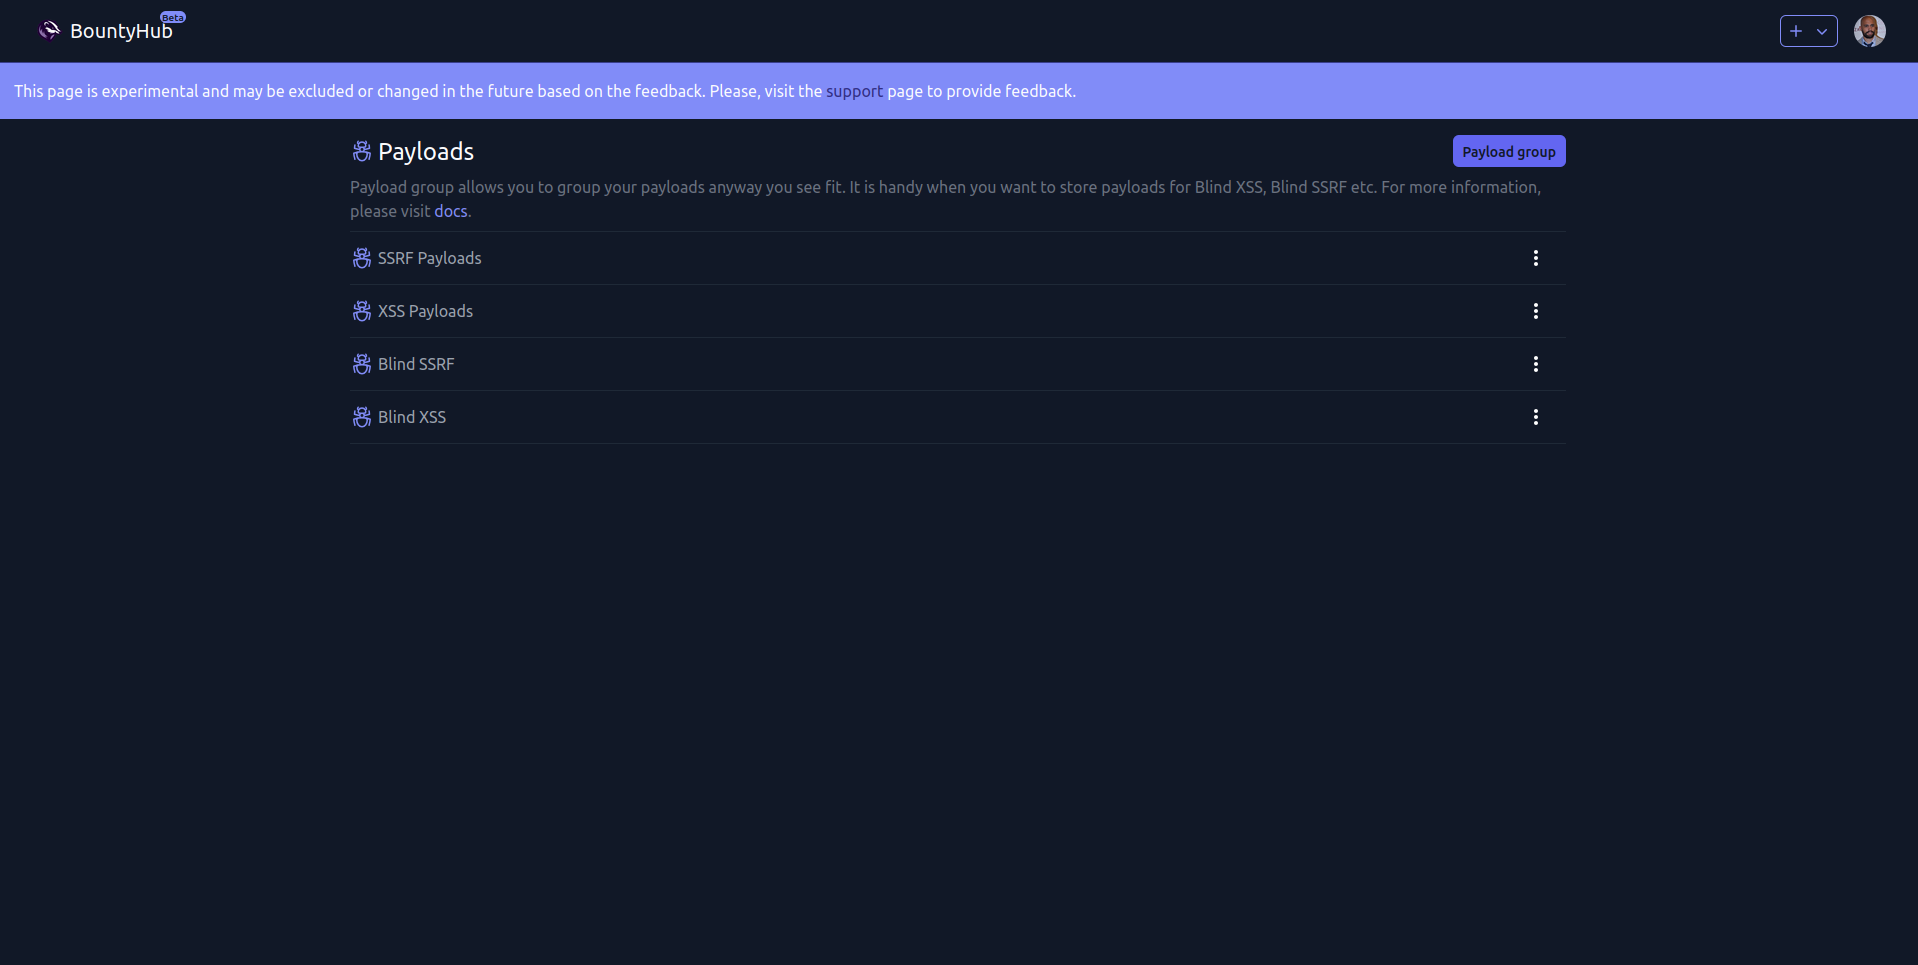 BountyHub Beta
This page is experimental and may be excluded or changed in the future based on the feedback. Please, visit the support page to provide feedback.
Payloads
Payload group
Payload group allows you to group your payloads anyway you see fit. It is handy when you want to store payloads for Blind XSS, Blind SSRF etc. For more information,
please visit docs.
SSRF Payloads
XSS Payloads
Blind SSRF
Blind XSS